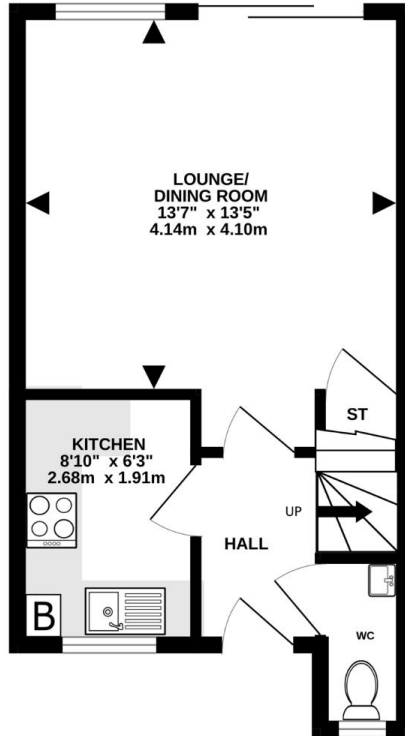 LOUNGE/
DINING ROOM
13'7" x 13'5"
4.14m x 4.10m
ST
KITCHEN
8'10" x 6'3"
2.68m x 1.91m
UP
HALL
B
WC